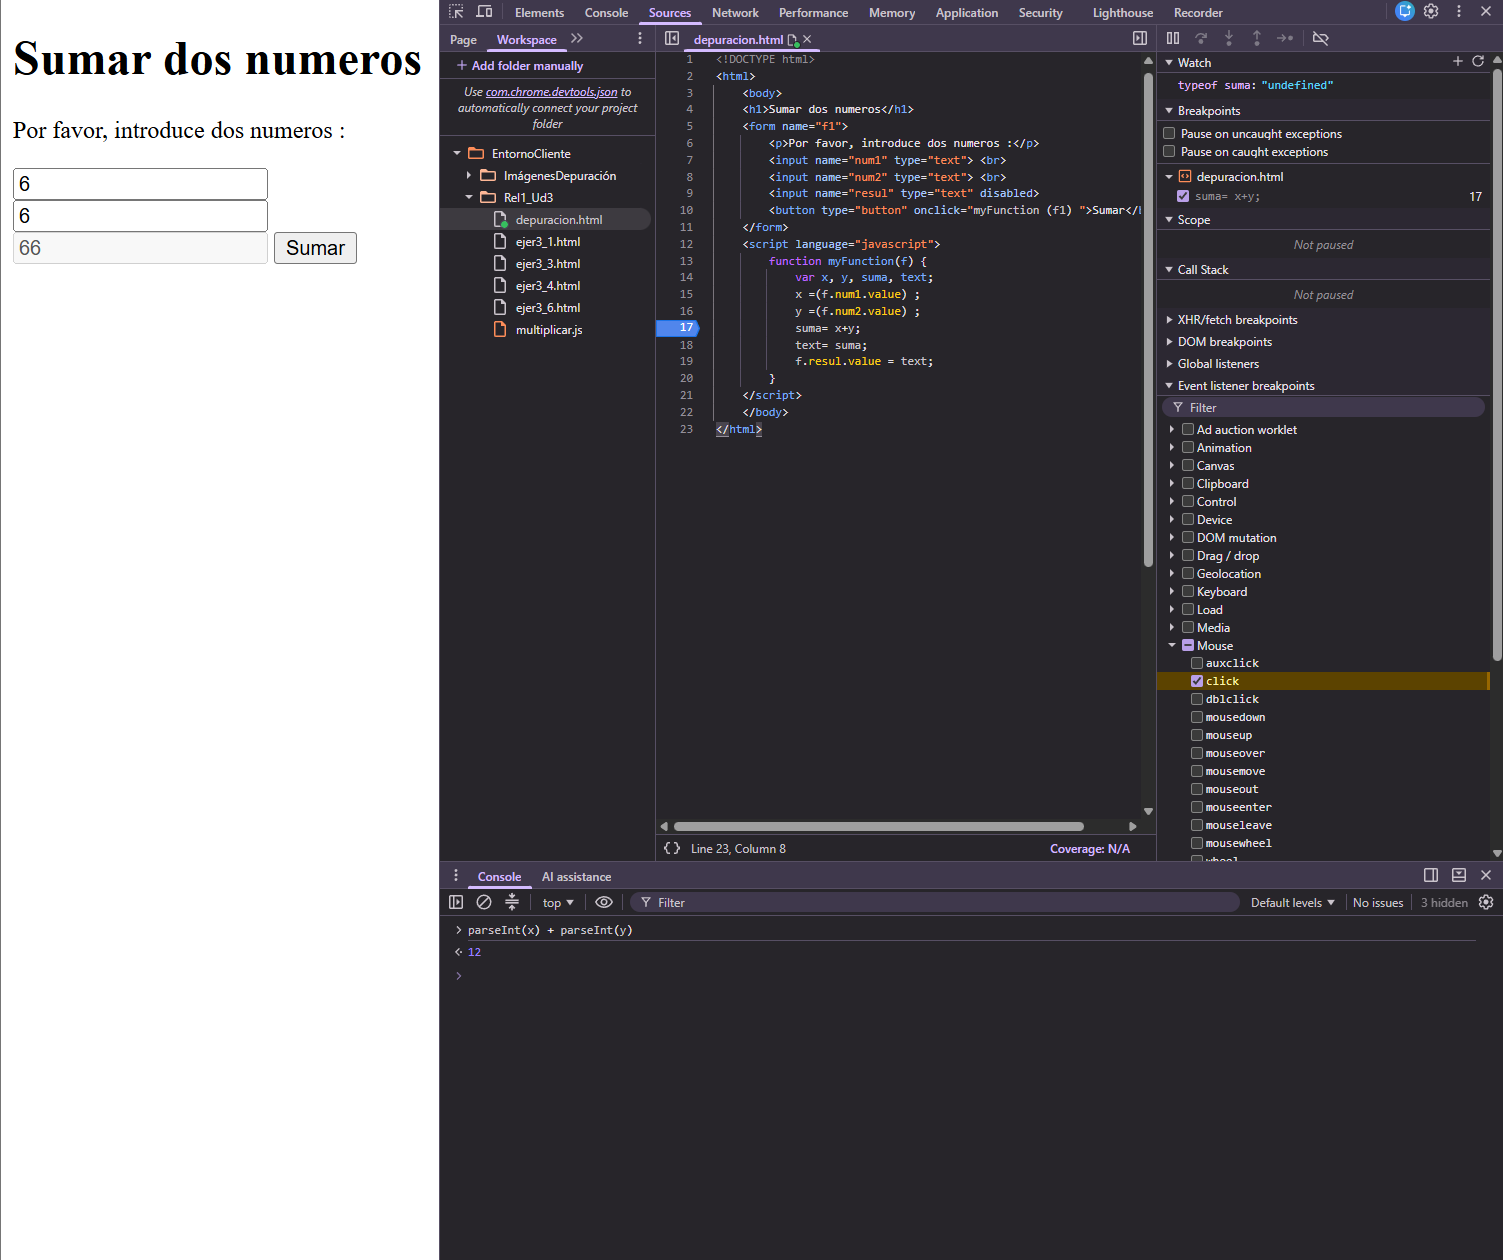 Sumar dos numeros
Por favor, introduce dos numeros :
6
6
66
Sumar
Elements Console Sources Network Performance Memory Application Security Lighthouse Recorder
Page Workspace
+ Add folder manually
Use com.chrome.devtools.json to
automatically connect your project
folder
EntornoCliente
ImágenesDepuración
Rel1_Ud3
depuracion.html
ejer3_1.html
ejer3_3.html
ejer3_4.html
ejer3_6.html
multiplicar.js
depuracion.html
1 <!DOCTYPE html>
2 <html>
3 <body>
4 <h1>Sumar dos numeros</h1>
5 <form name="f1">
6 <p>Por favor, introduce dos numeros :</p>
7 <input name="num1" type="text"> <br>
8 <input name="num2" type="text"> <br>
9 <input name="resul" type="text" disabled>
10 <button type="button" onclick="myFunction (f1) ">Sumar</
11 </form>
12 <script language="javascript">
13 function myFunction(f) {
14 var x, y, suma, text;
15 x =(f.num1.value) ;
16 y =(f.num2.value) ;
17 suma= x+y;
18 text= suma;
19 f.resul.value = text;
20 }
21 </script>
22 </body>
23 </html>
{} Line 23, Column 8 Coverage: N/A
Watch
typeof suma: "undefined"
Breakpoints
Pause on uncaught exceptions
Pause on caught exceptions
depuracion.html
suma= x+y; 17
Scope
Not paused
Call Stack
Not paused
XHR/fetch breakpoints
DOM breakpoints
Global listeners
Event listener breakpoints
Filter
Ad auction worklet
Animation
Canvas
Clipboard
Control
Device
DOM mutation
Drag / drop
Geolocation
Keyboard
Load
Media
Mouse
auxclick
click
dblclick
mousedown
mouseup
mouseover
mousemove
mouseout
mouseenter
mouseleave
mousewheel
wheel
Console AI assistance
top Filter Default levels No issues 3 hidden
> parseInt(x) + parseInt(y)
12
>